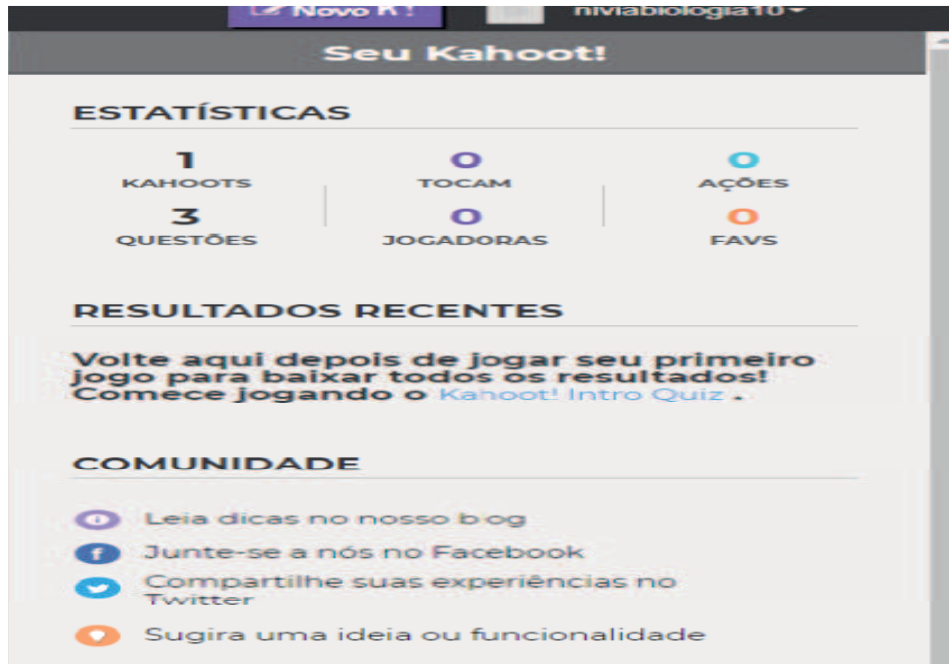 Novo K!
niviabiologia10
Seu Kahoot!
ESTATÍSTICAS
1 0 0
KAHOOTS TOCAM AÇÕES
3 0 0
QUESTÕES JOGADORAS FAVS
RESULTADOS RECENTES
Volte aqui depois de jogar seu primeiro
jogo para baixar todos os resultados!
Comece jogando o Kahoot! Intro Quiz .
COMUNIDADE
Leia dicas no nosso blog
Junte-se a nós no Facebook
Compartilhe suas experiências no
Twitter
Sugira uma ideia ou funcionalidade